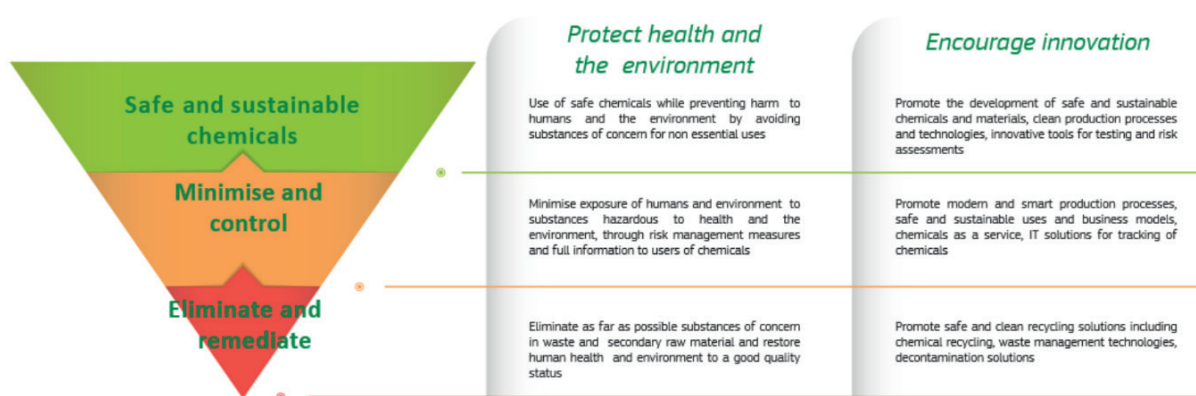 Protect health and
the environment
Encourage innovation
Safe and sustainable
chemicals
Use of safe chemicals while preventing harm to
humans and the environment by avoiding
substances of concern for non essential uses
Promote the development of safe and sustainable
chemicals and materials, clean production processes
and technologies, innovative tools for testing and risk
assessments
Minimise and
control
Minimise exposure of humans and environment to
substances hazardous to health and the
environment, through risk management measures
and full information to users of chemicals
Promote modern and smart production processes,
safe and sustainable uses and business models,
chemicals as a service, IT solutions for tracking of
chemicals
Eliminate and
remediate
Eliminate as far as possible substances of concern
in waste and secondary raw material and restore
human health and environment to a good quality
status
Promote safe and clean recycling solutions including
chemical recycling, waste management technologies,
decontamination solutions